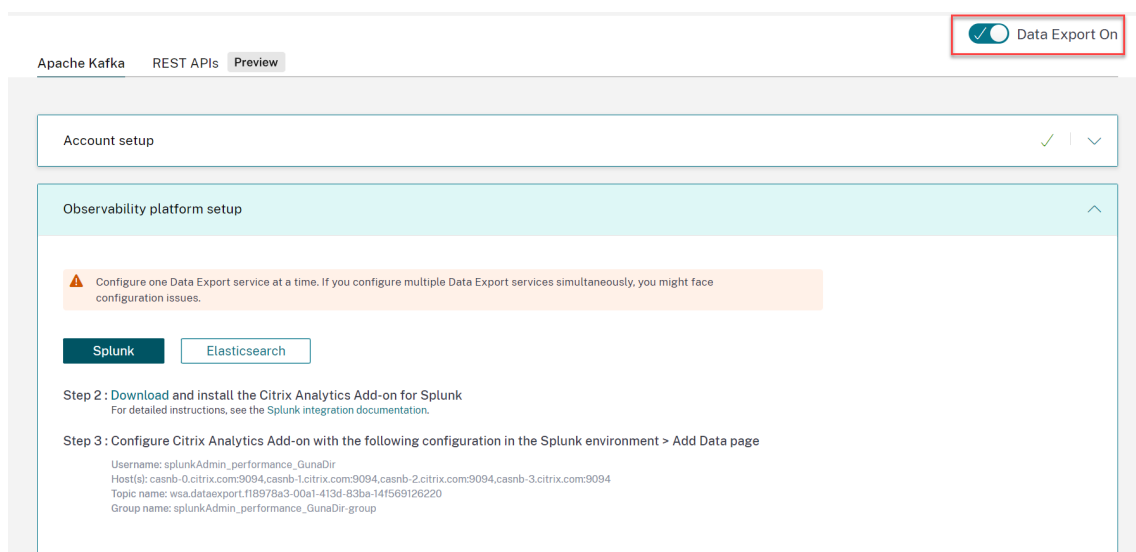 Data Export On
Apache Kafka REST APIs Preview
Account setup
Observability platform setup
Configure one Data Export service at a time. If you configure multiple Data Export services simultaneously, you might face
configuration issues.
Splunk Elasticsearch
Step 2 : Download and install the Citrix Analytics Add-on for Splunk
For detailed instructions, see the Splunk integration documentation.
Step 3 : Configure Citrix Analytics Add-on with the following configuration in the Splunk environment > Add Data page
Username: splunkAdmin_performance_GunaDir
Host(s): casnb-0.citrix.com:9094,casnb-1.citrix.com:9094,casnb-2.citrix.com:9094,casnb-3.citrix.com:9094
Topic name: wsa.dataexport.f18978a3-00a1-413d-83ba-14f569126220
Group name: splunkAdmin_performance_GunaDir-group